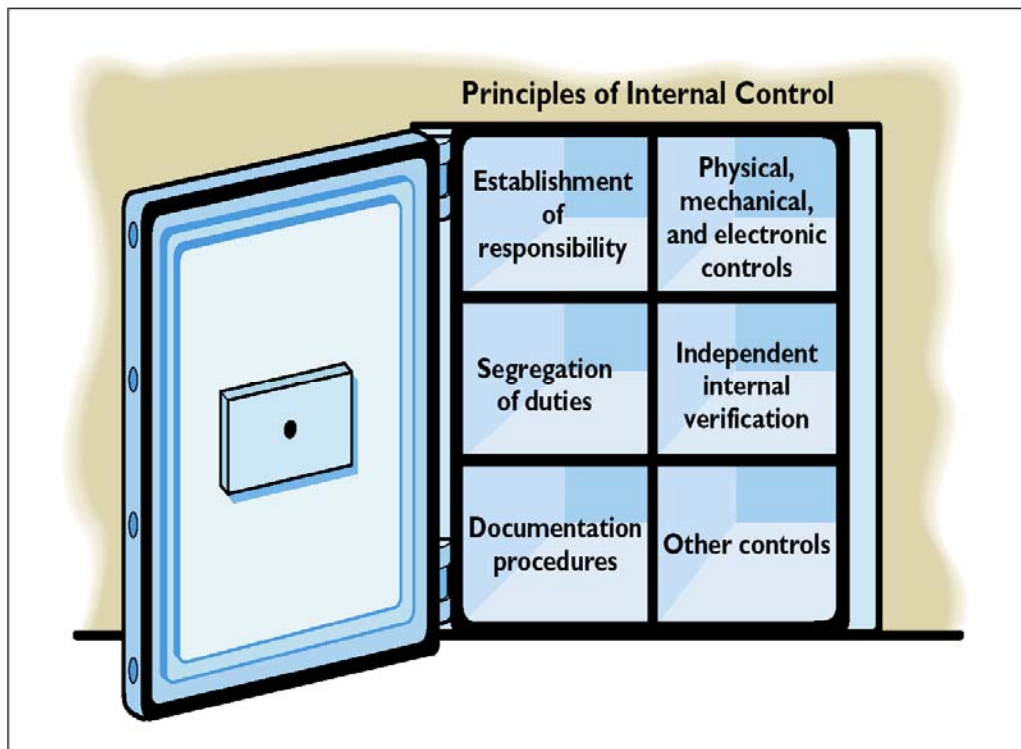 Principles of Internal Control
Establishment
of
responsibility
Physical,
mechanical,
and electronic
controls
Segregation
of duties
Independent
internal
verification
Documentation
procedures
Other controls